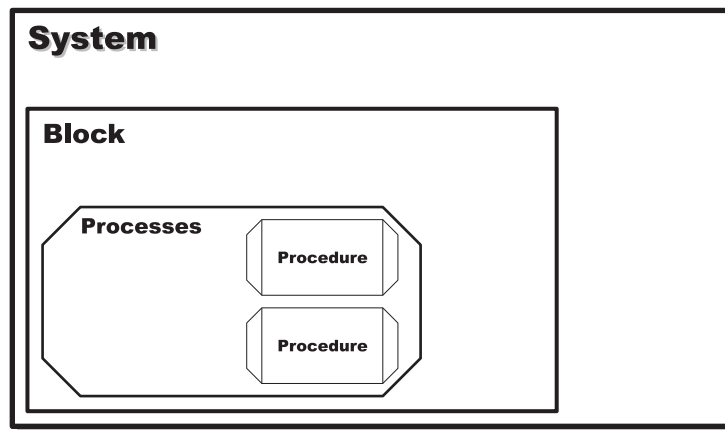 System
Block
Processes
Procedure
Procedure